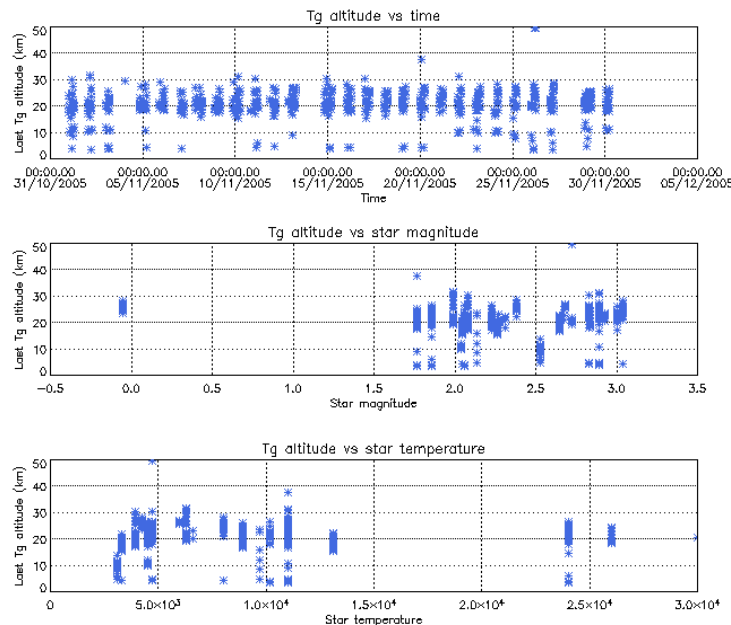 Tg altitude vs time
Last Tg altitude (km)
50
40
30
20
10
0
00:00.00 00:00.00 00:00.00 00:00.00 00:00.00 00:00.00 00:00.00 00:00.00
31/10/2005 05/11/2005 10/11/2005 15/11/2005 20/11/2005 25/11/2005 30/11/2005 05/12/2005
Time
Tg altitude vs star magnitude
Last Tg altitude (km)
50
40
30
20
10
0
-0.5 0.0 0.5 1.0 1.5 2.0 2.5 3.0 3.5
Star magnitude
Tg altitude vs star temperature
Last Tg altitude (km)
50
40
30
20
10
0
0 5.0×10³ 1.0×10⁴ 1.5×10⁴ 2.0×10⁴ 2.5×10⁴ 3.0×10⁴
Star temperature